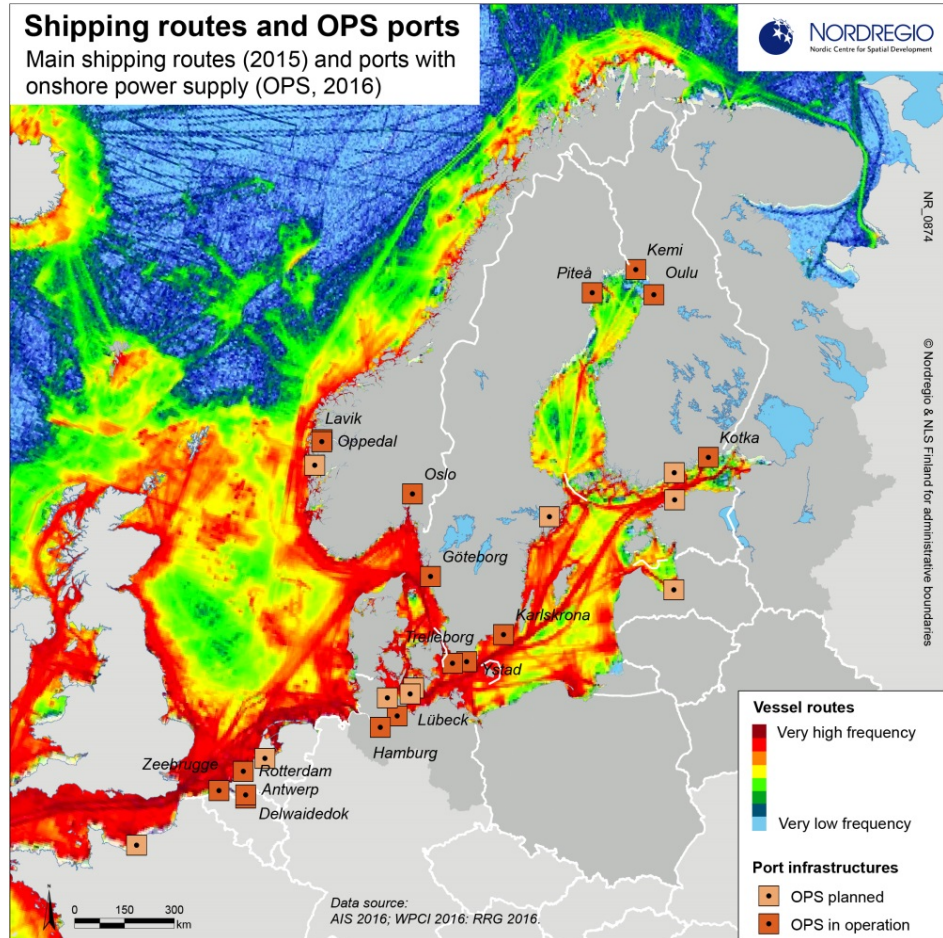 Shipping routes and OPS ports
Main shipping routes (2015) and ports with
onshore power supply (OPS, 2016)
NORDREGIO
Nordic Centre for Spatial Development
NR_0874
© Nordregio & NLS Finland for administrative boundaries
Kemi
Piteå
Oulu
Lavik
Oppedal
Kotka
Oslo
Göteborg
Karlskrona
Trelleborg
Ystad
Lübeck
Hamburg
Zeebrugge
Rotterdam
Antwerp
Delwaidedok
Vessel routes
Very high frequency
Very low frequency
Port infrastructures
OPS planned
OPS in operation
N
0 150 300
km
Data source:
AIS 2016; WPCI 2016: RRG 2016.